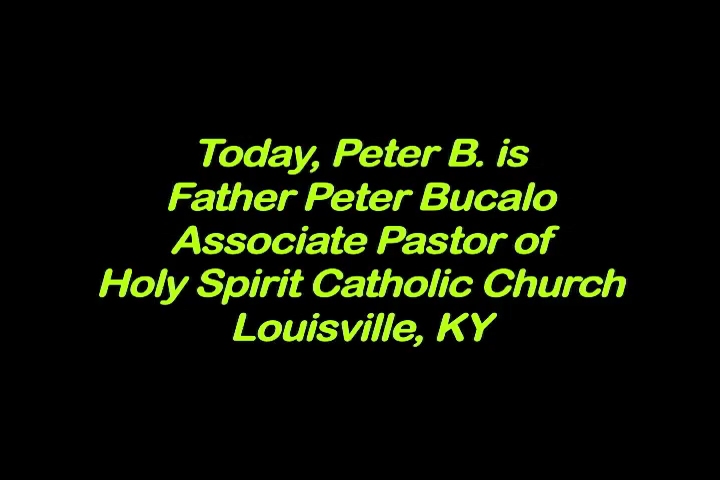 Today, Peter B. is
Father Peter Bucalo
Associate Pastor of
Holy Spirit Catholic Church
Louisville, KY